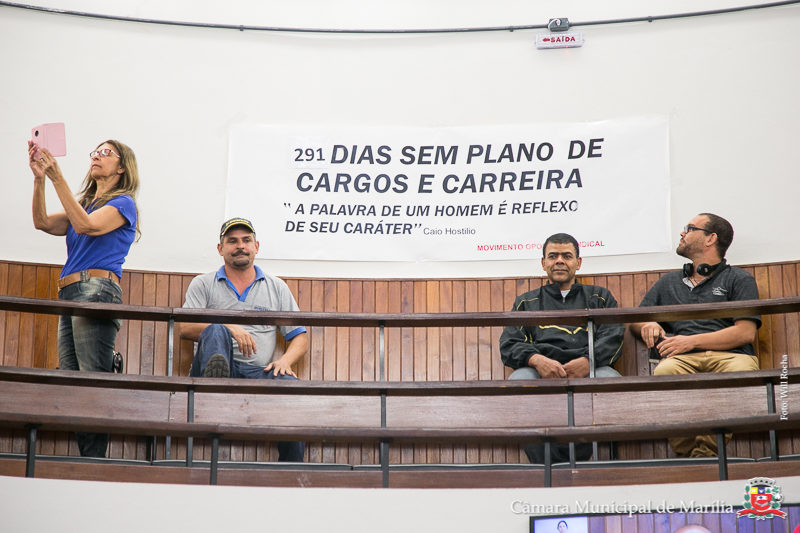 SAÍDA
291 DIAS SEM PLANO DE
CARGOS E CARREIRA
" A PALAVRA DE UM HOMEM É REFLEXO
DE SEU CARÁTER" Caio Hostilio
MOVIMENTO SINDICAL
Foto: Will Rocha
Câmara Municipal de Marília